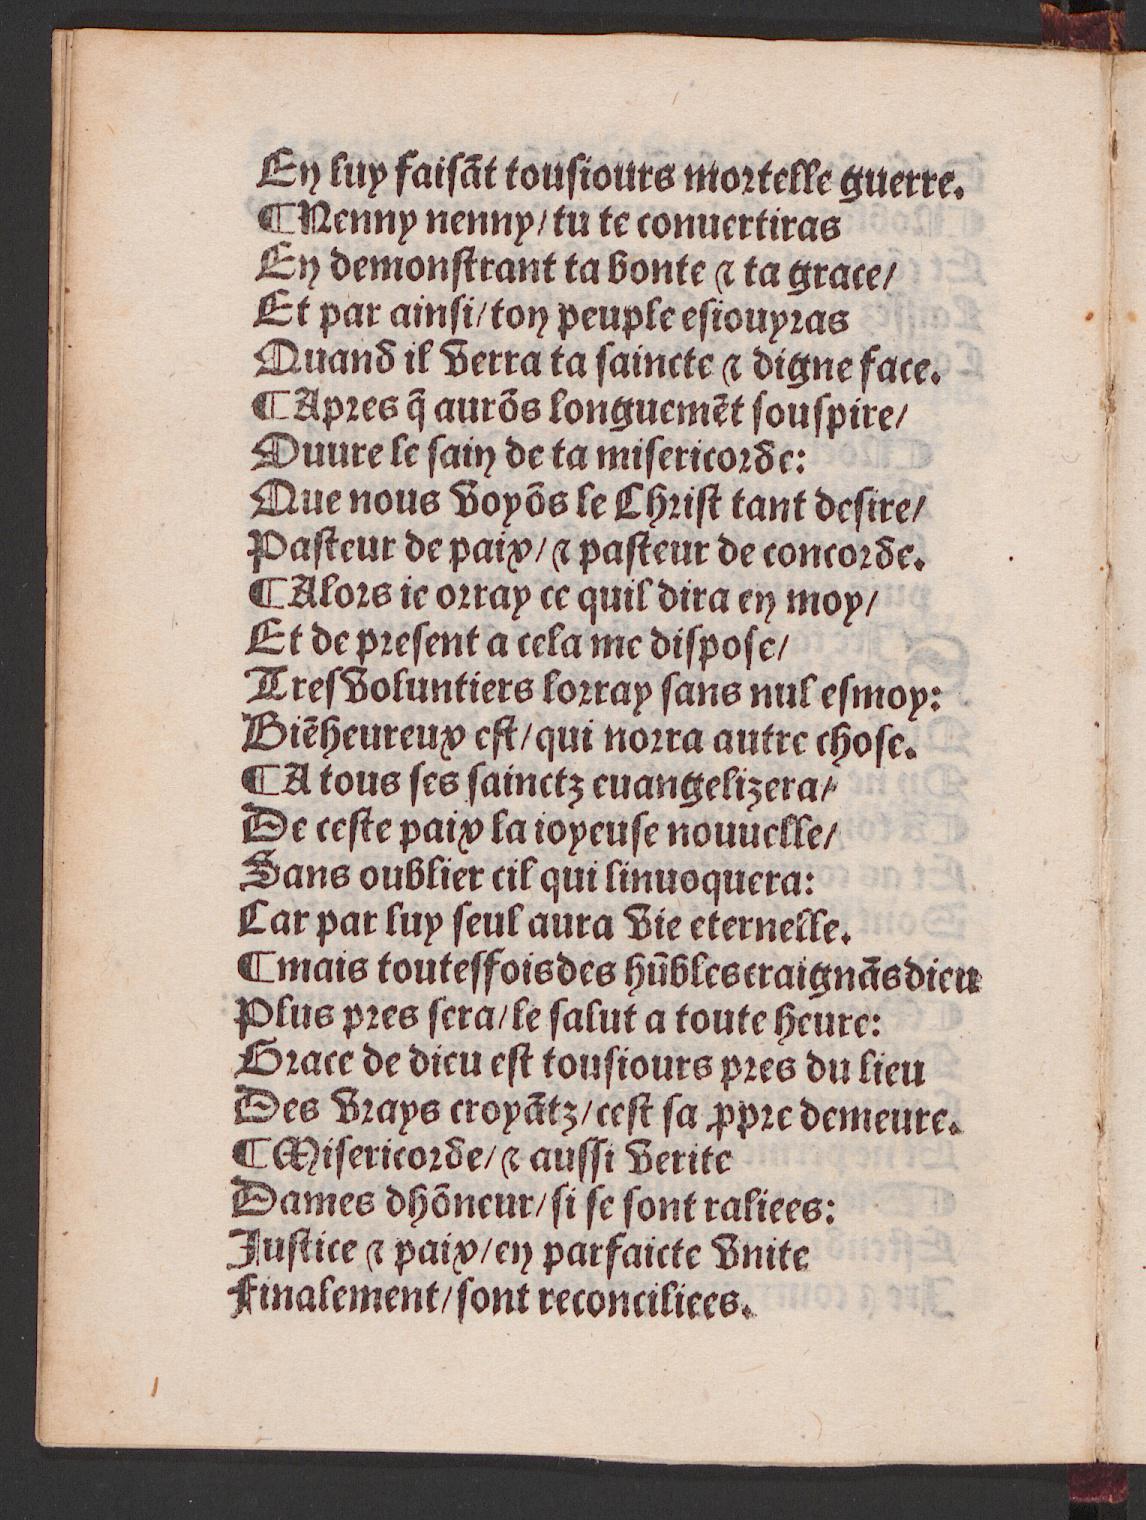 En luy faisãt tousiours mortelle guerre.
¶Nenny nenny/tu te conuertiras
En demonstrant ta bonte ⁊ ta grace/
Et par ainsi/ton peuple esiouyras
Quand il verra ta saincte ⁊ digne face.
¶Apres q̃ aurõs longuemẽt souspire/
Ouure le sain de ta misericorde:
Que nous voyõs le Christ tant desire/
Pasteur de paix/⁊ pasteur de concorde.
¶Alors ie orray ce quil dira en moy/
Et de present a cela me dispose/
Tresvoluntiers lorray sans nul esmoy:
Biẽheureux est/qui norra autre chose.
¶A tous ses sainctz euangelizera/
De ceste paix la ioyeuse nouuelle/
Sans oublier cil qui linuoquera:
Car par luy seul aura vie eternelle.
¶mais toutesfoisdes hũblescraignãsdieu
Plus pres sera/le salut a toute heure:
Grace de dieu est tousiours pres du lieu
Des vrays croyãtz/cest sa ꝓpre demeure.
¶Misericorde/⁊ aussi verite
Dames dhõneur/si se sont raliees:
Justice ⁊ paix/en parfaicte vnite
Finalement/sont reconciliees.